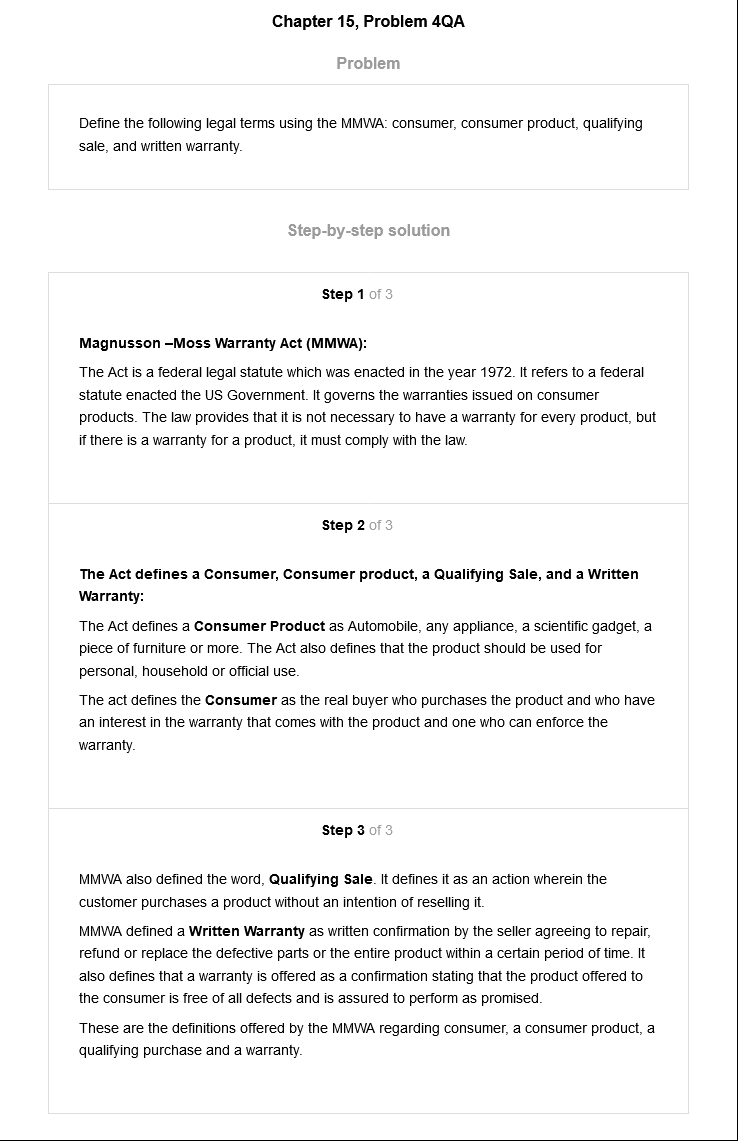 Chapter 15, Problem 4QA
Problem
Define the following legal terms using the MMWA: consumer, consumer product, qualifying
sale, and written warranty.
Step-by-step solution
Step 1 of 3
Magnusson –Moss Warranty Act (MMWA):
The Act is a federal legal statute which was enacted in the year 1972. It refers to a federal
statute enacted the US Government. It governs the warranties issued on consumer
products. The law provides that it is not necessary to have a warranty for every product, but
if there is a warranty for a product, it must comply with the law.
Step 2 of 3
The Act defines a Consumer, Consumer product, a Qualifying Sale, and a Written
Warranty:
The Act defines a Consumer Product as Automobile, any appliance, a scientific gadget, a
piece of furniture or more. The Act also defines that the product should be used for
personal, household or official use.
The act defines the Consumer as the real buyer who purchases the product and who have
an interest in the warranty that comes with the product and one who can enforce the
warranty.
Step 3 of 3
MMWA also defined the word, Qualifying Sale. It defines it as an action wherein the
customer purchases a product without an intention of reselling it.
MMWA defined a Written Warranty as written confirmation by the seller agreeing to repair,
refund or replace the defective parts or the entire product within a certain period of time. It
also defines that a warranty is offered as a confirmation stating that the product offered to
the consumer is free of all defects and is assured to perform as promised.
These are the definitions offered by the MMWA regarding consumer, a consumer product, a
qualifying purchase and a warranty.